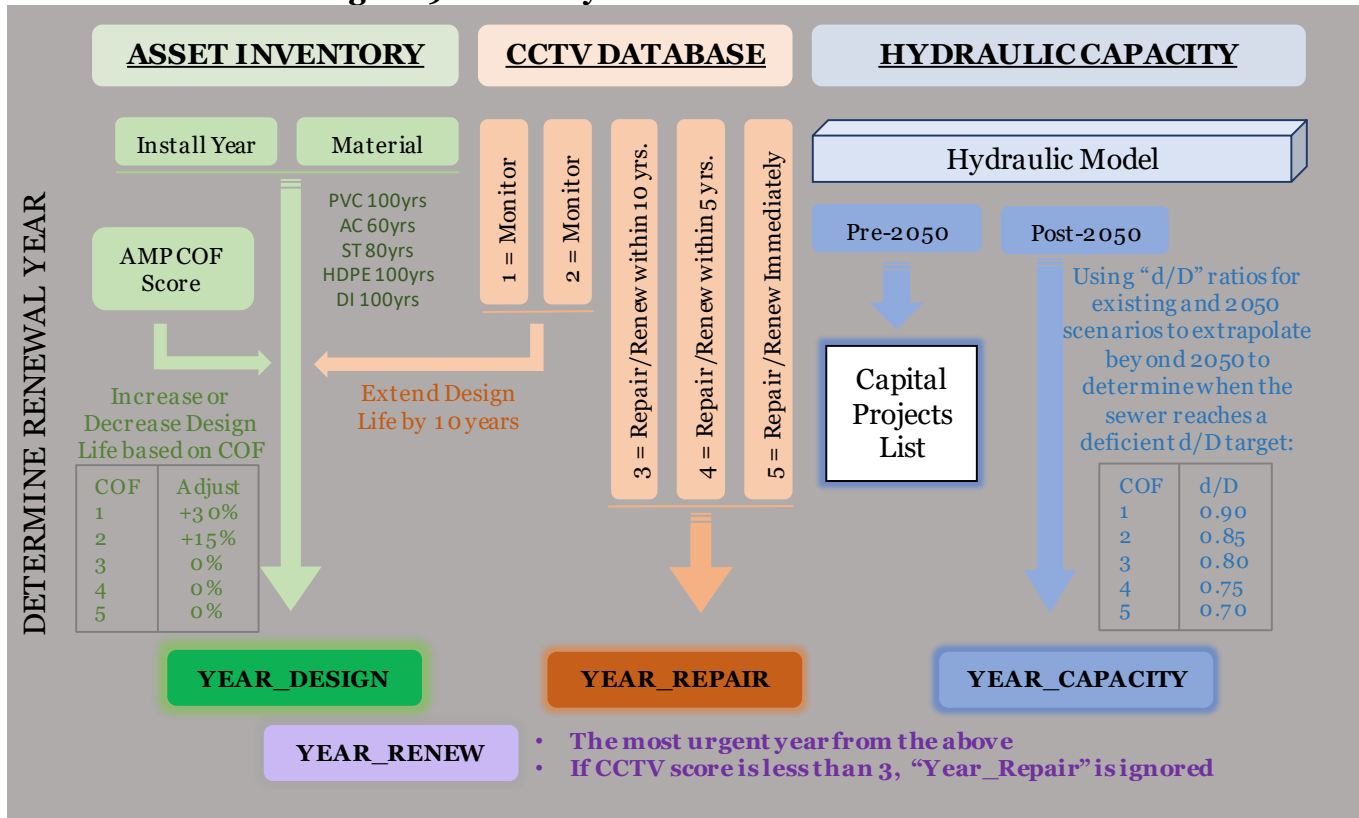 ASSET INVENTORY
CCTV DATABASE
HYDRAULIC CAPACITY
DETERMINE RENEWAL YEAR
Install Year
Material
PVC 100yrs
AC 60yrs
ST 80yrs
HDPE 100yrs
DI 100yrs
AMP COF
Score
Increase or
Decrease Design
Life based on COF
COF Adjust
1 +30%
2 +15%
3 0%
4 0%
5 0%
1 = Monitor
2 = Monitor
3 = Repair/Renew within 10 yrs.
4 = Repair/Renew within 5 yrs.
5 = Repair/Renew Immediately
Extend Design
Life by 10 years
Hydraulic Model
Pre-2050
Post-2050
Capital
Projects
List
Using “d/D” ratios for
existing and 2050
scenarios to extrapolate
beyond 2050 to
determine when the
sewer reaches a
deficient d/D target:
COF d/D
1 0.90
2 0.85
3 0.80
4 0.75
5 0.70
YEAR_DESIGN
YEAR_REPAIR
YEAR_CAPACITY
YEAR_RENEW
• The most urgent year from the above
• If CCTV score is less than 3, “Year_Repair” is ignored